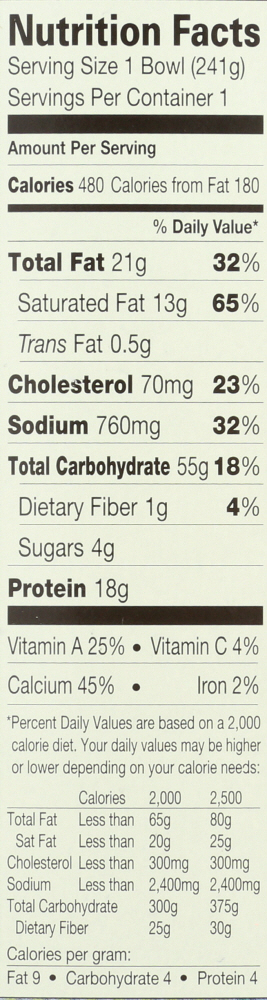 Nutrition Facts
Serving Size 1 Bowl (241g)
Servings Per Container 1
Amount Per Serving
Calories 480 Calories from Fat 180
% Daily Value*
Total Fat 21g 32%
Saturated Fat 13g 65%
Trans Fat 0.5g
Cholesterol 70mg 23%
Sodium 760mg 32%
Total Carbohydrate 55g 18%
Dietary Fiber 1g 4%
Sugars 4g
Protein 18g
Vitamin A 25% • Vitamin C 4%
Calcium 45% • Iron 2%
*Percent Daily Values are based on a 2,000
calorie diet. Your daily values may be higher
or lower depending on your calorie needs:
Calories 2,000 2,500
Total Fat Less than 65g 80g
Sat Fat Less than 20g 25g
Cholesterol Less than 300mg 300mg
Sodium Less than 2,400mg 2,400mg
Total Carbohydrate 300g 375g
Dietary Fiber 25g 30g
Calories per gram:
Fat 9 • Carbohydrate 4 • Protein 4